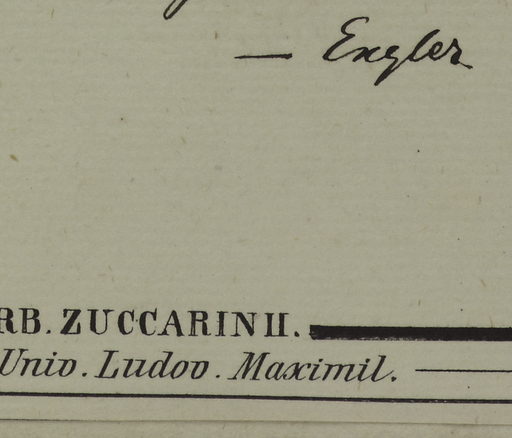 — Engler
RB. ZUCCARINII.
Univ. Ludov. Maximil.